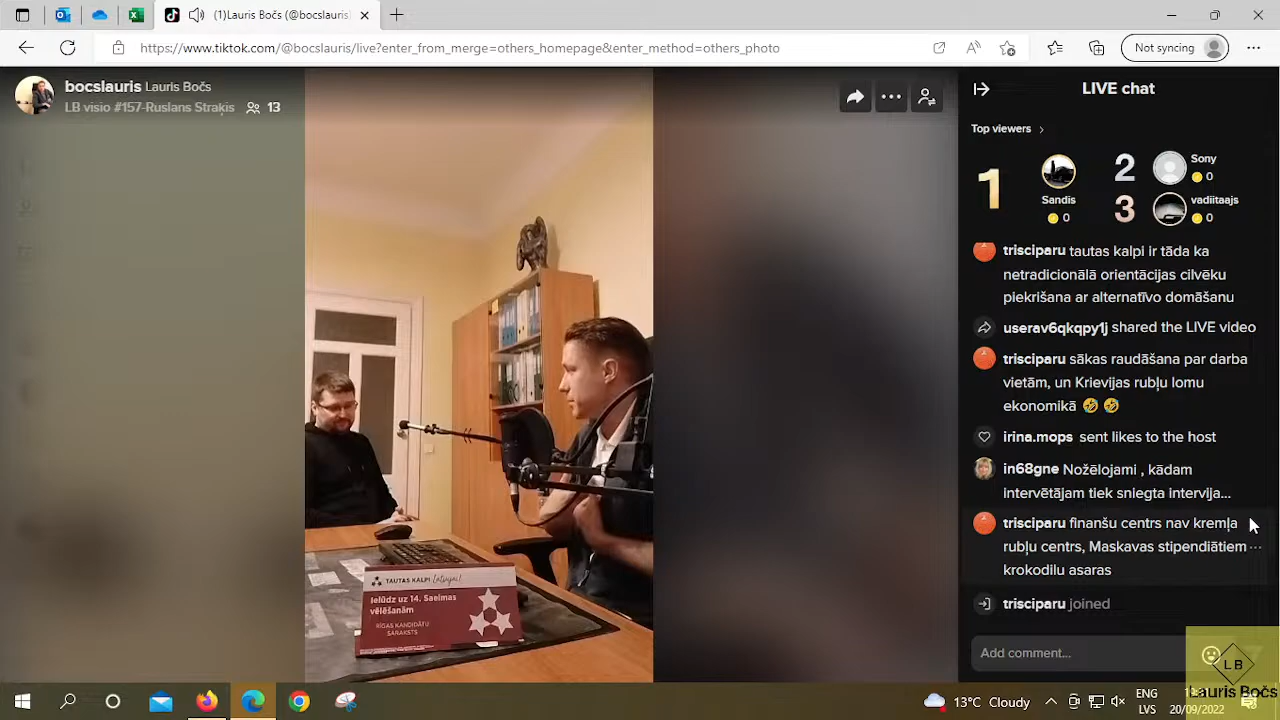 (1)Lauris Bočs (@bocslauris
https://www.tiktok.com/@bocslauris/live?enter_from_merge=others_homepage&enter_method=others_photo
Not syncing
bocslauris Lauris Bočs
LB visio #157-Ruslans Straķis 13
LIVE chat
Top viewers
1
Sandis
0
2
Sony
0
3
vadiitaajs
0
trisciparu tautas kalpi ir tāda ka
netradicionālā orientācijas cilvēku
piekrišana ar alternatīvo domāšanu
userav6qkqpy1j shared the LIVE video
trisciparu sākas raudāšana par darba
vietām, un Krievijas rubļu lomu
ekonomikā 🤣🤣
irina.mops sent likes to the host
in68gne Nožēlojami , kādam
intervētājam tiek sniegta intervija...
trisciparu finanšu centrs nav kremļa
rubļu centrs, Maskavas stipendiātiem
krokodilu asaras
trisciparu joined
Add comment...
TAUTAS KALPI Latvijai!
Ielūdz uz 14. Saeimas
vēlēšanām
RĪGAS KANDIDĀTU
SARAKSTS
LB
Lauris Bočs
13°C Cloudy
ENG
LVS
20/09/2022